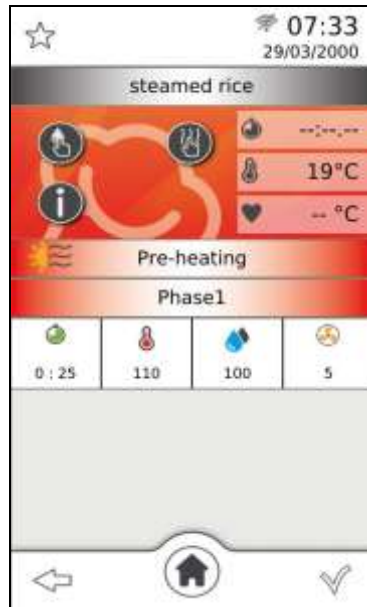 07:33
29/03/2000
steamed rice
--:--.--
19°C
-- °C
Pre-heating
Phase1
0 : 25 110 100 5